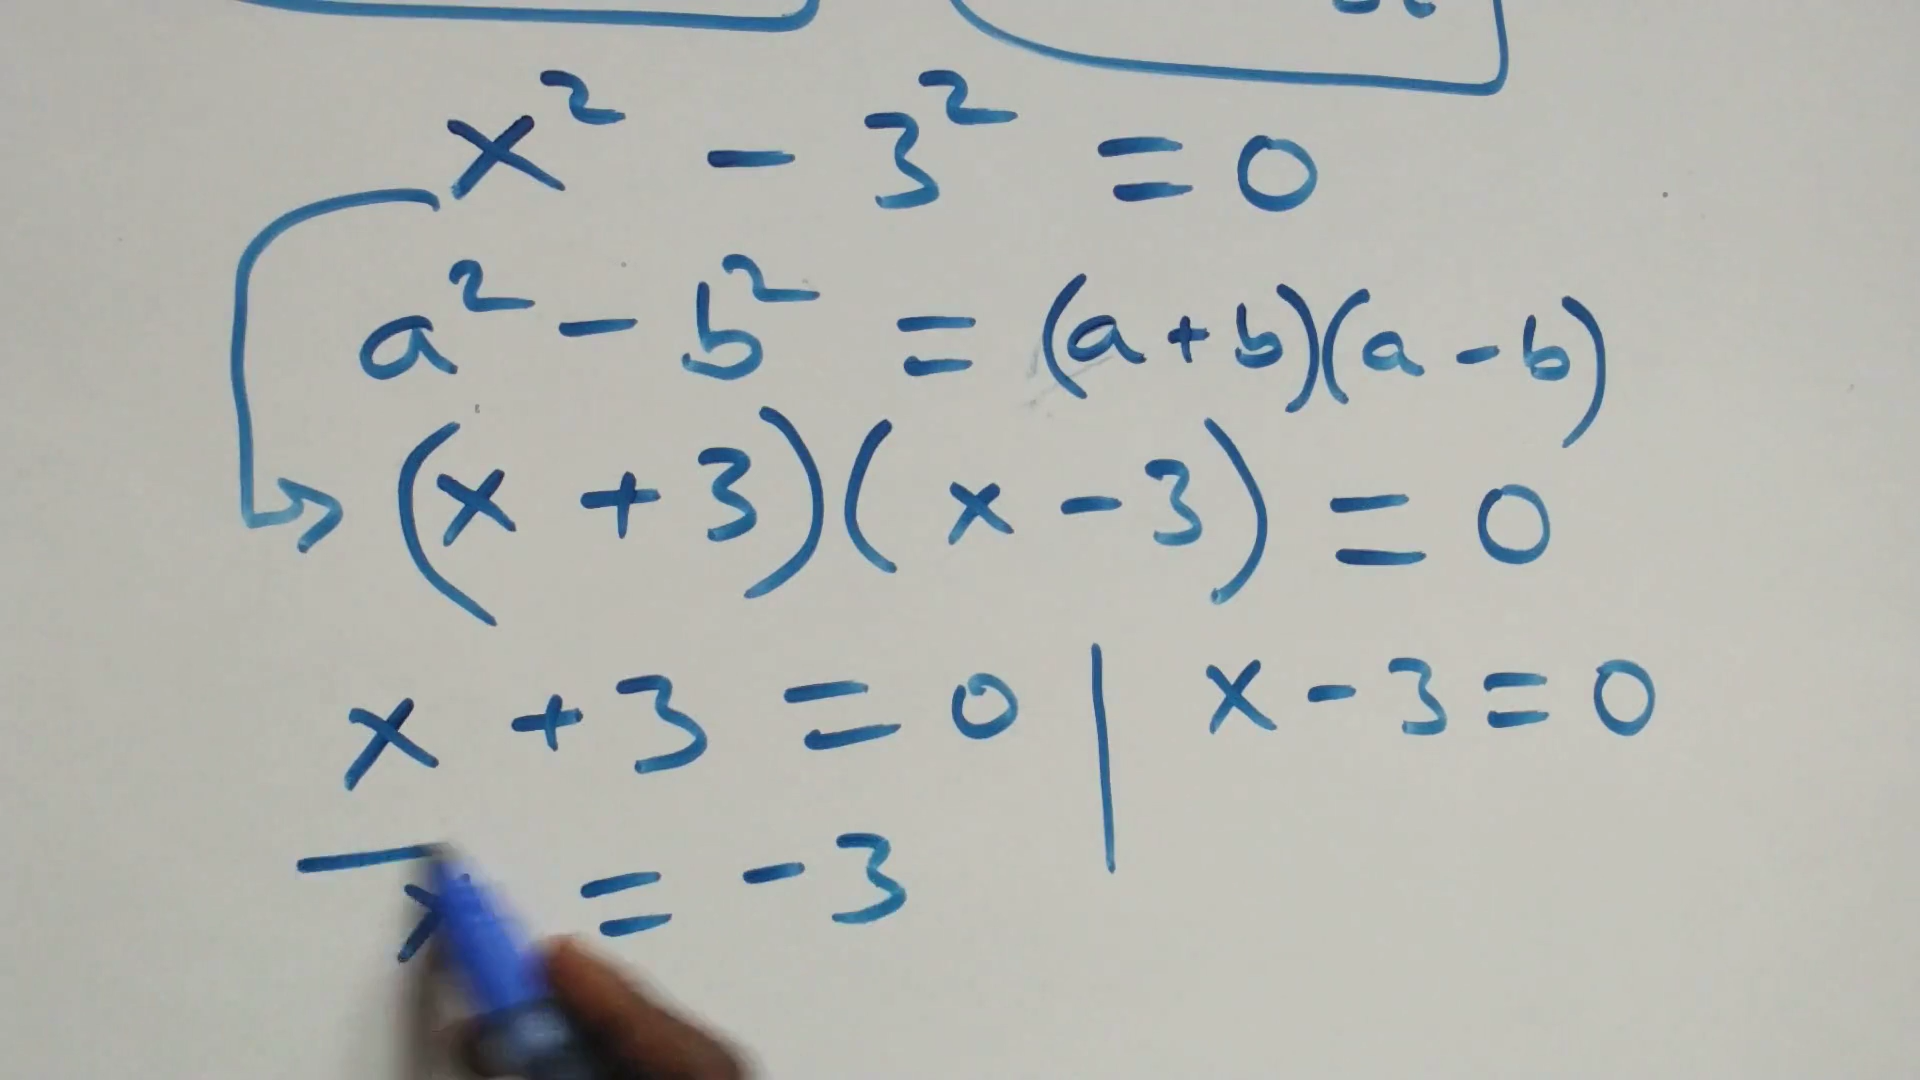 x² - 3² = 0
a² - b² = (a + b)(a - b)
(x + 3)(x - 3) = 0
x + 3 = 0 | x - 3 = 0
x = -3